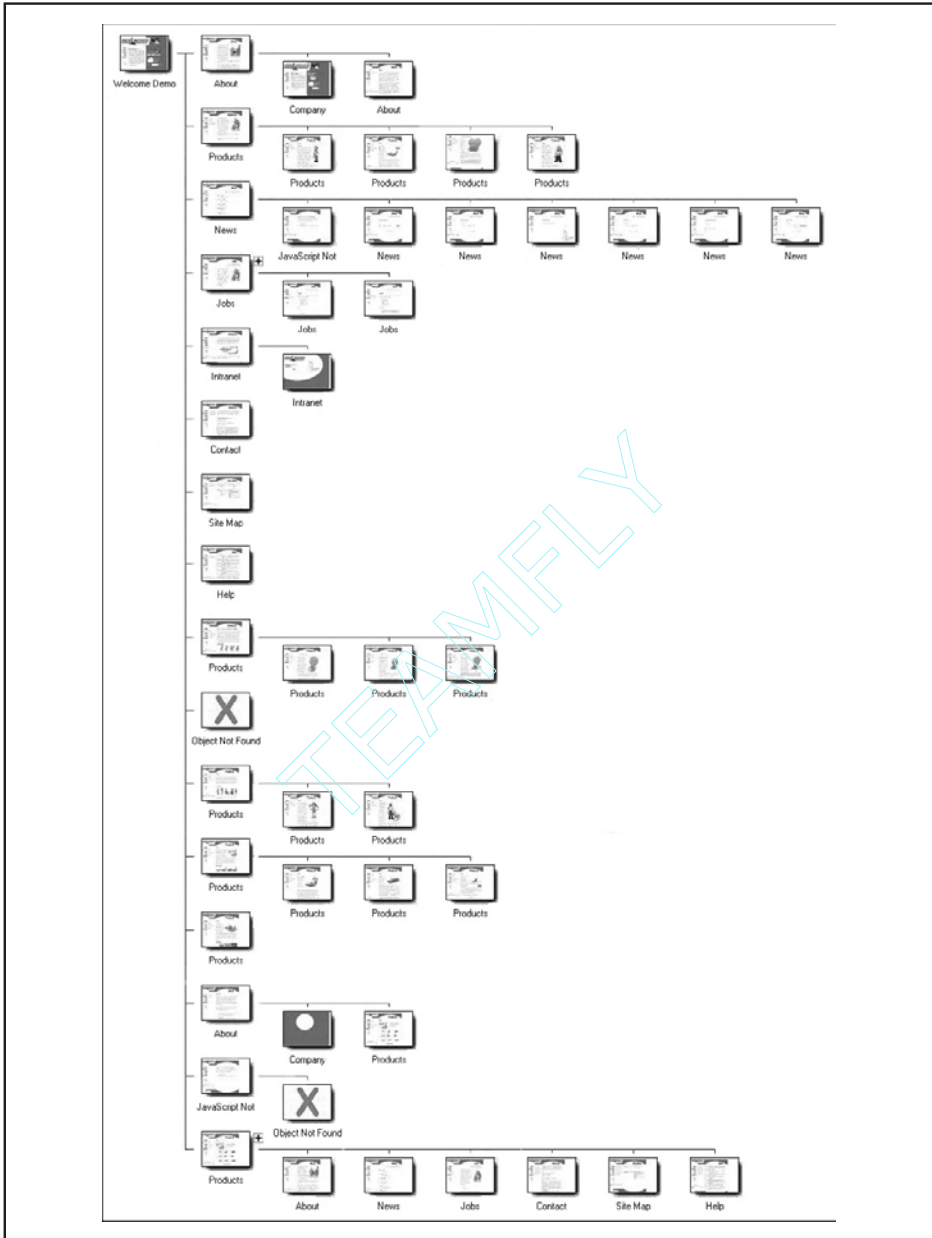 Welcome Demo
About
Company
About
Products
Products
Products
Products
Products
News
JavaScript Not
News
News
News
News
News
News
Jobs
Jobs
Jobs
Intranet
Intranet
Contact
Site Map
Help
Products
Products
Products
Products
Object Not Found
Products
Products
Products
Products
Products
Products
Products
Products
About
Company
Products
JavaScript Not
Object Not Found
Products
About
News
Jobs
Contact
Site Map
Help
TEAMFLY